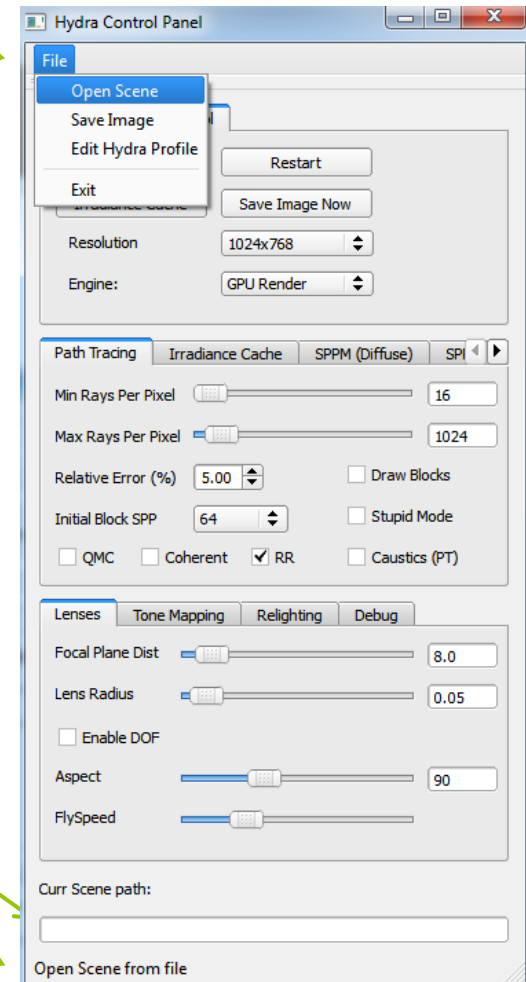 Hydra Control Panel
File
Open Scene
Save Image
Edit Hydra Profile
Exit
Restart
Save Image Now
Resolution 1024x768
Engine: GPU Render
Path Tracing Irradiance Cache SPPM (Diffuse)
Min Rays Per Pixel 16
Max Rays Per Pixel 1024
Relative Error (%) 5.00 Draw Blocks
Initial Block SPP 64 Stupid Mode
QMC Coherent RR Caustics (PT)
Lenses Tone Mapping Relighting Debug
Focal Plane Dist 8.0
Lens Radius 0.05
Enable DOF
Aspect 90
FlySpeed
Curr Scene path:
Open Scene from file